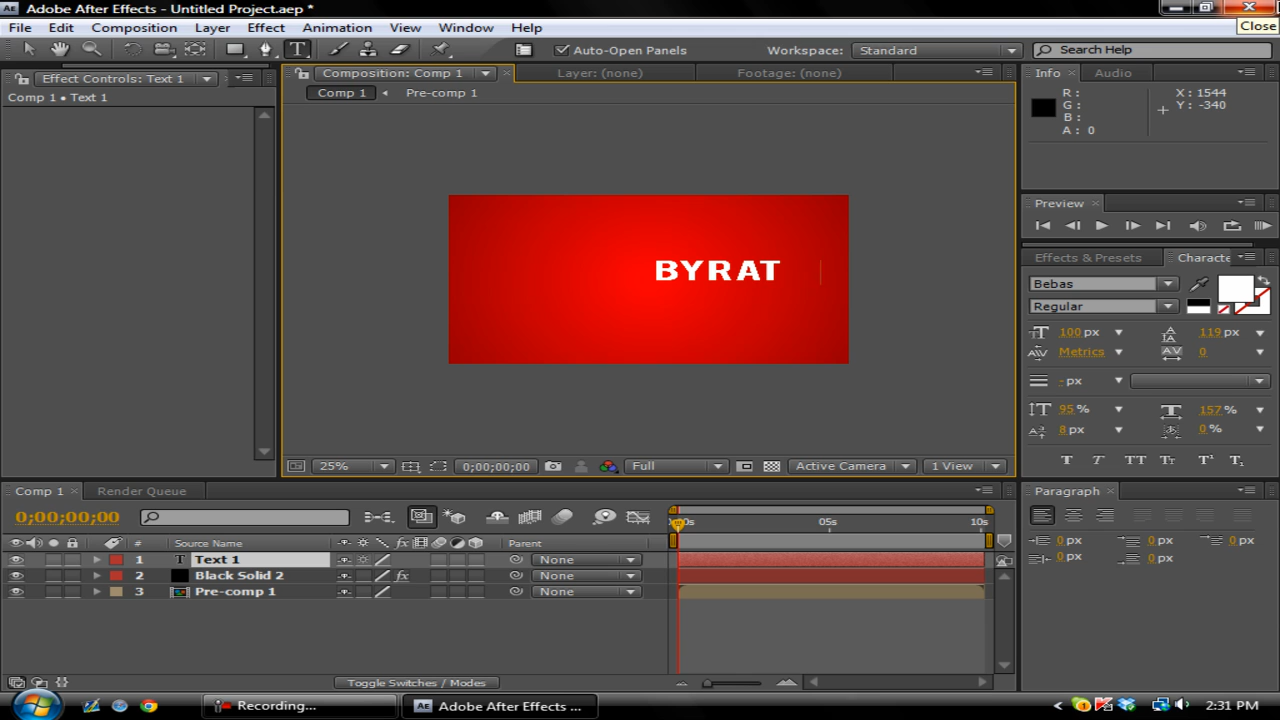 Adobe After Effects - Untitled Project.aep *
Close
File Edit Composition Layer Effect Animation View Window Help
Auto-Open Panels
Workspace: Standard
Search Help
Effect Controls: Text 1
Comp 1 • Text 1
Composition: Comp 1
Layer: (none)
Footage: (none)
Comp 1
Pre-comp 1
BYRAT
25%
0;00;00;00
Full
Active Camera
1 View
Info
Audio
R :
G :
B :
A : 0
X : 1544
Y : -340
Preview
Effects & Presets
Characte
Bebas
Regular
100 px
119 px
Metrics
0
- px
95 %
157 %
8 px
0 %
Paragraph
0 px
0 px
0 px
0 px
0 px
Comp 1
Render Queue
0;00;00;00
0s
05s
10s
#
Source Name
Parent
1 T Text 1 None
2 Black Solid 2 fx None
3 Pre-comp 1 None
Toggle Switches / Modes
Recording...
Adobe After Effects ...
2:31 PM